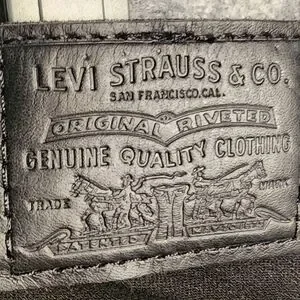 LEVI STRAUSS & CO.
SAN FRANCISCO, CAL.
ORIGINAL RIVETED
GENUINE QUALITY CLOTHING
TRADE MARK
PATENTED